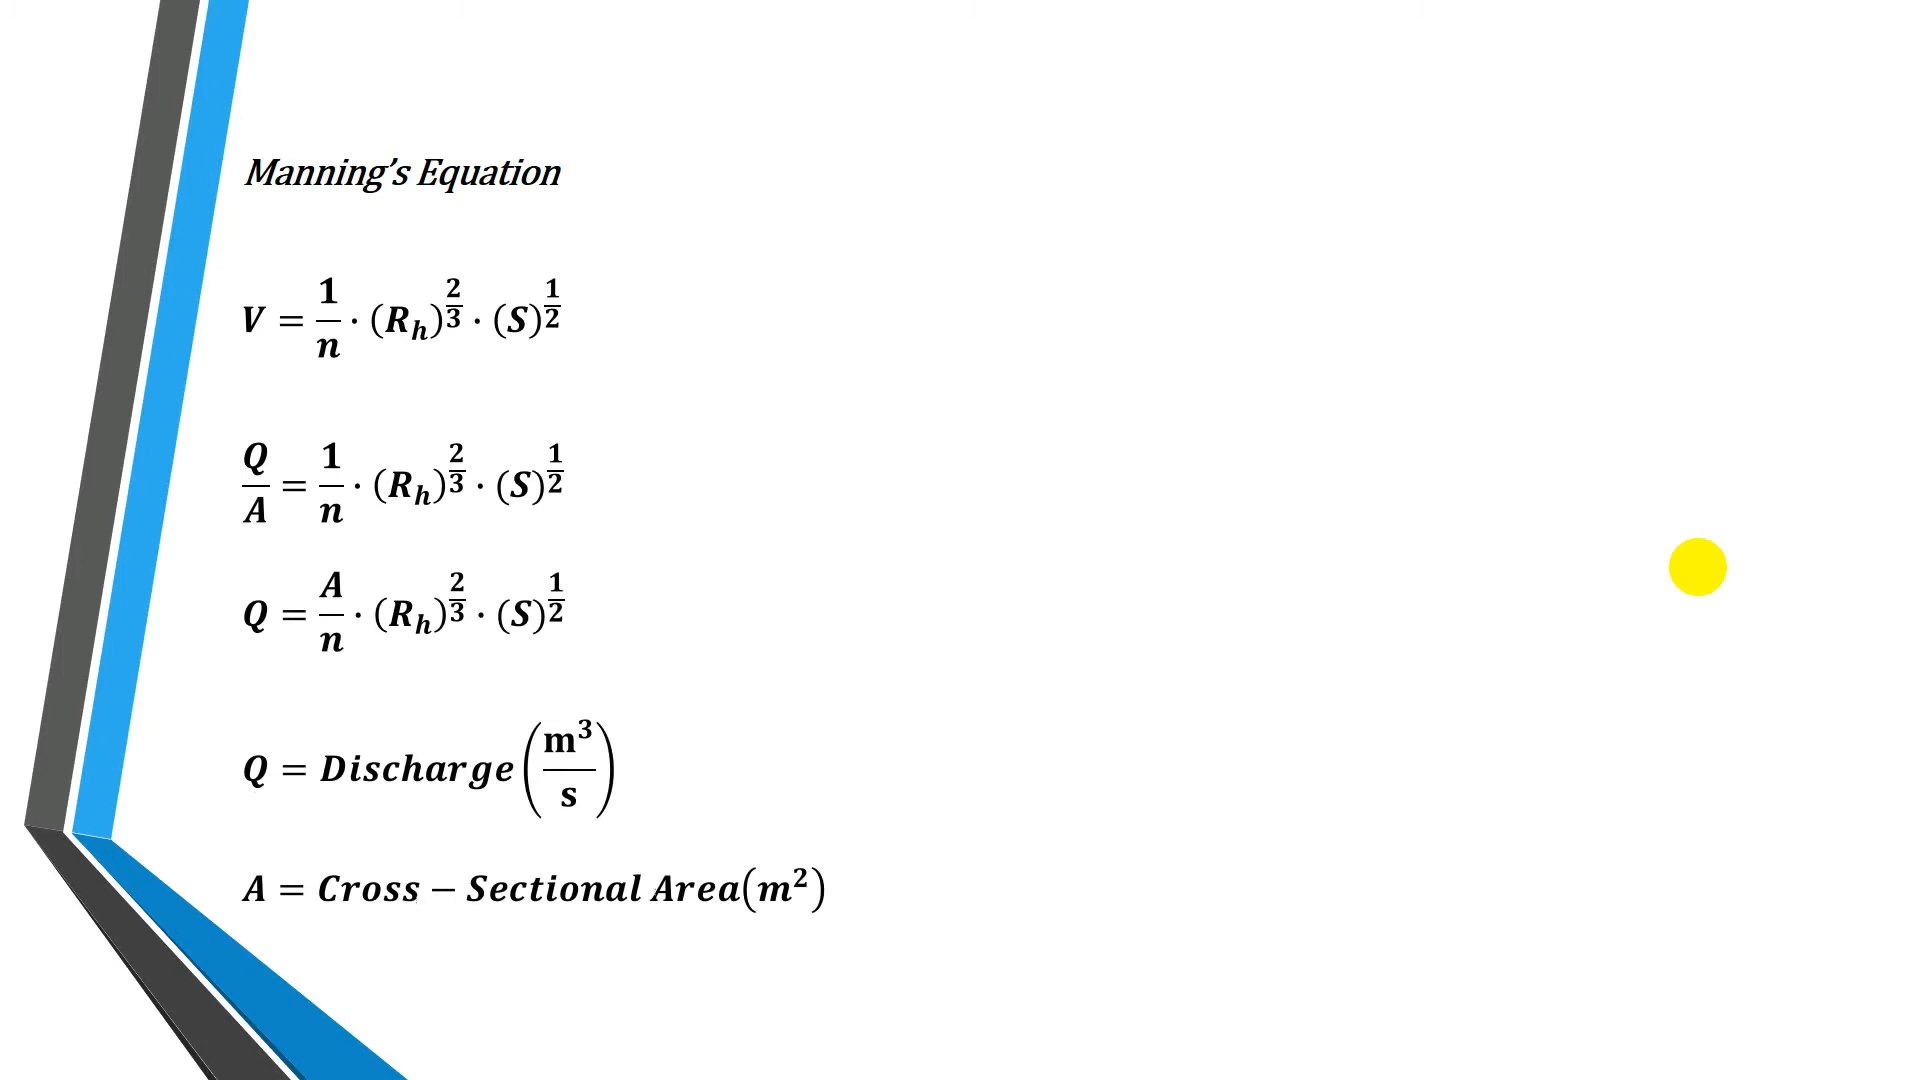 Manning’s Equation
V = 1/n · (R_h)^(2/3) · (S)^(1/2)
Q/A = 1/n · (R_h)^(2/3) · (S)^(1/2)
Q = A/n · (R_h)^(2/3) · (S)^(1/2)
Q = Discharge (m³/s)
A = Cross − Sectional Area(m²)